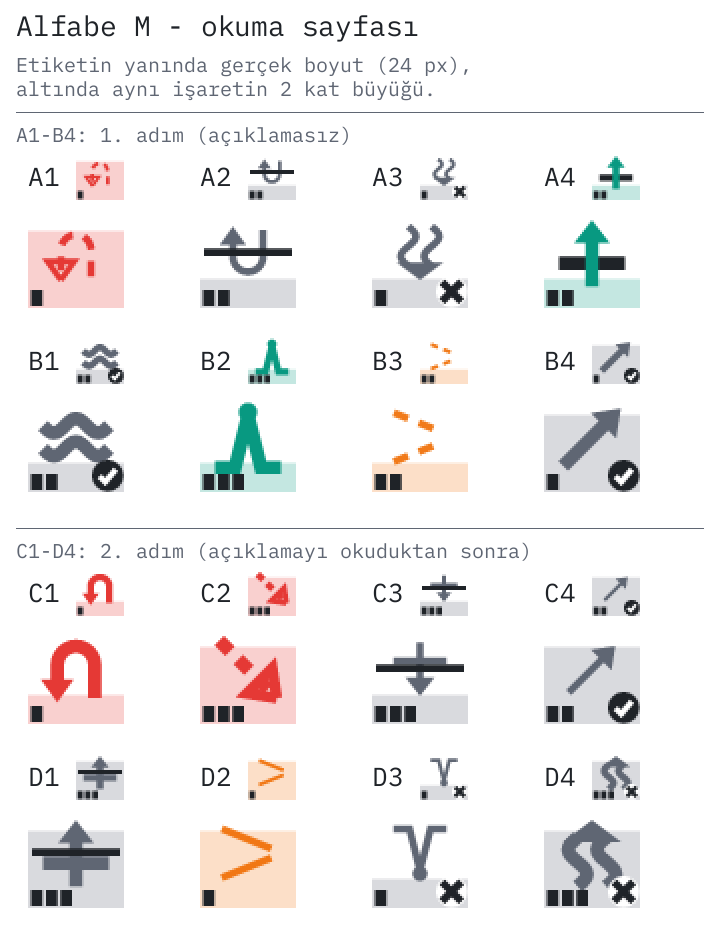 Alfabe M - okuma sayfası
Etiketin yanında gerçek boyut (24 px),
altında aynı işaretin 2 kat büyüğü.
A1-B4: 1. adım (açıklamasız)
A1 A2 A3 A4
B1 B2 B3 B4
C1-D4: 2. adım (açıklamayı okuduktan sonra)
C1 C2 C3 C4
D1 D2 D3 D4